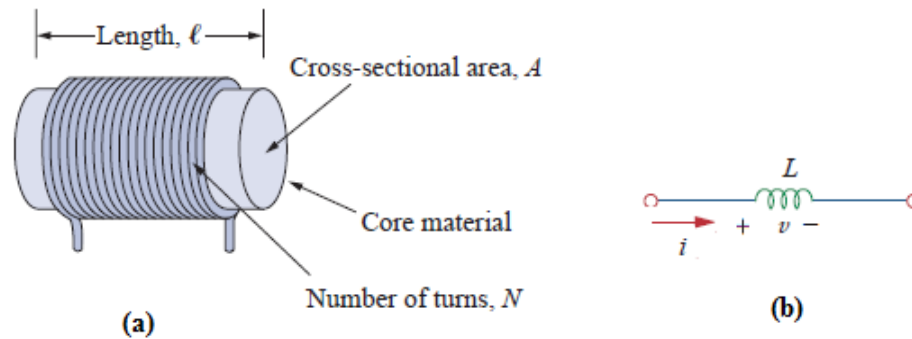 Length, ℓ
Cross-sectional area, A
Core material
Number of turns, N
(a)
L
+ v −
i
(b)